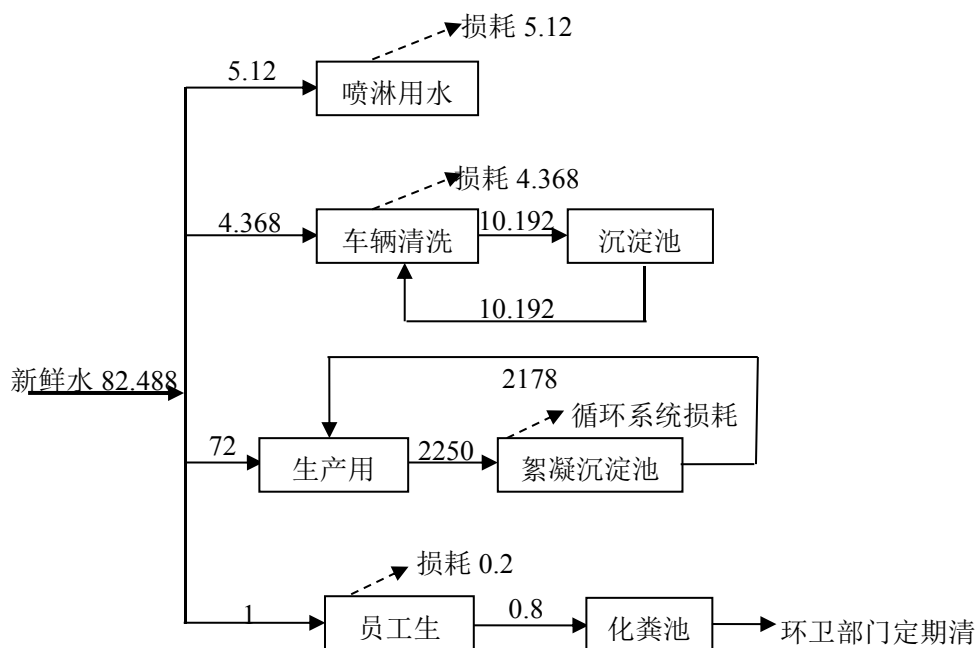 损耗 5.12
5.12
喷淋用水
损耗 4.368
4.368
车辆清洗
10.192
沉淀池
10.192
新鲜水 82.488
2178
循环系统损耗
72
生产用
2250
絮凝沉淀池
损耗 0.2
1
员工生
0.8
化粪池
环卫部门定期清